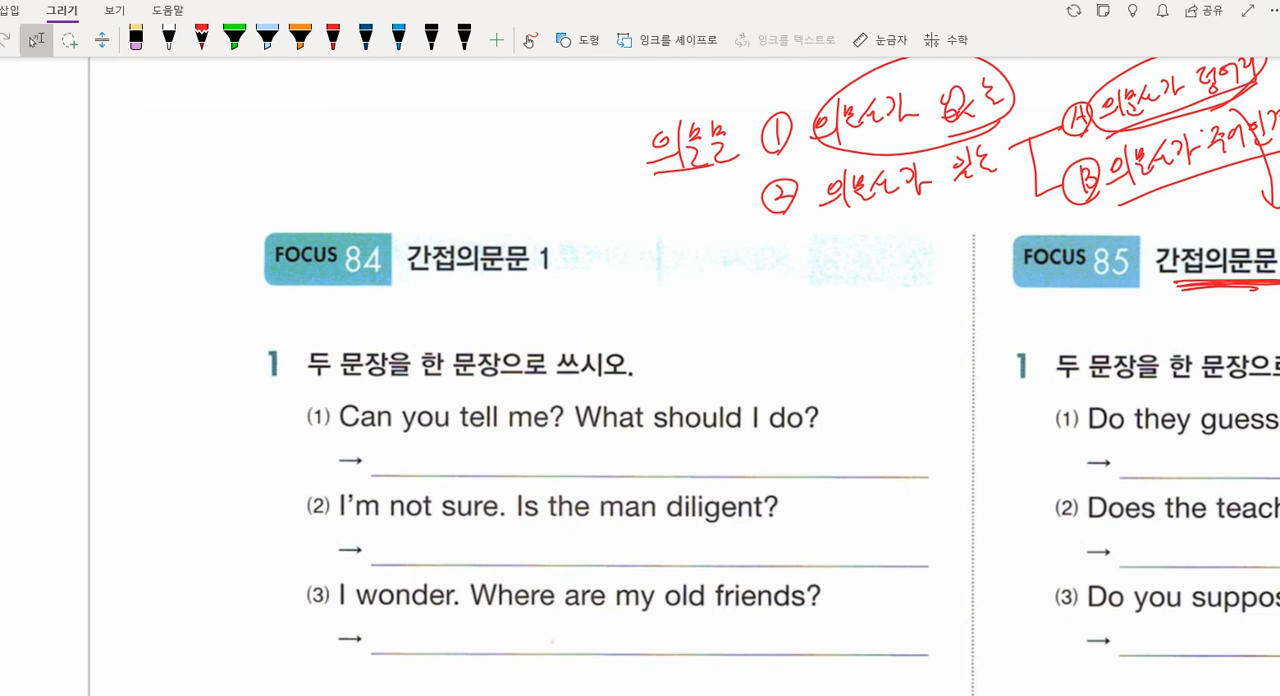 삽입 그리기 보기 도움말 공유
도형 잉크를 셰이프로 잉크를 텍스트로 눈금자 수학
의문문 ① 의문사가 없는
② 의문사가 있는
Ⓐ 의문사가 덩어리
Ⓑ 의문사가 주어인
FOCUS 84 간접의문문 1
1 두 문장을 한 문장으로 쓰시오.
(1) Can you tell me? What should I do?
→
(2) I'm not sure. Is the man diligent?
→
(3) I wonder. Where are my old friends?
→
FOCUS 85 간접의문문
1 두 문장을 한 문장으
(1) Do they guess
→
(2) Does the teach
→
(3) Do you suppos
→